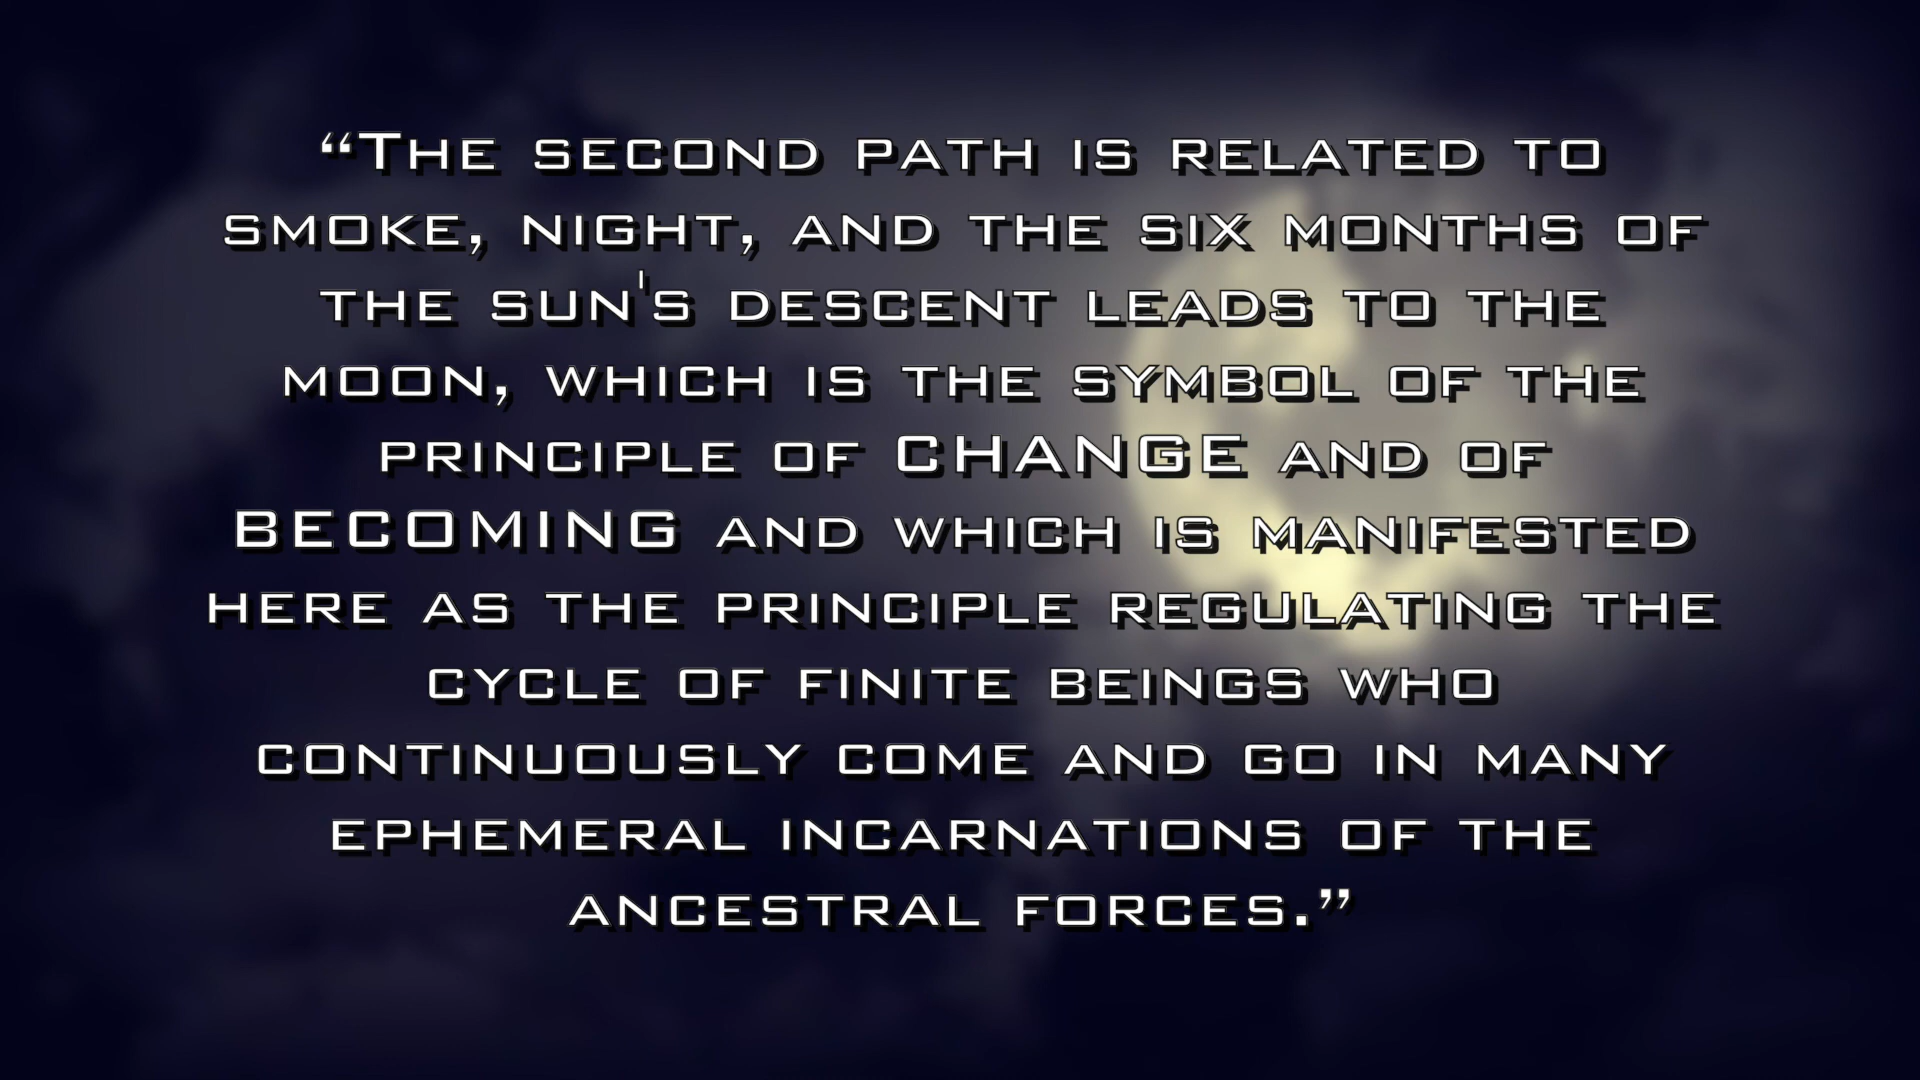 “The second path is related to
smoke, night, and the six months of
the sun's descent leads to the
moon, which is the symbol of the
principle of CHANGE and of
BECOMING and which is manifested
here as the principle regulating the
cycle of finite beings who
continuously come and go in many
ephemeral incarnations of the
ancestral forces.”